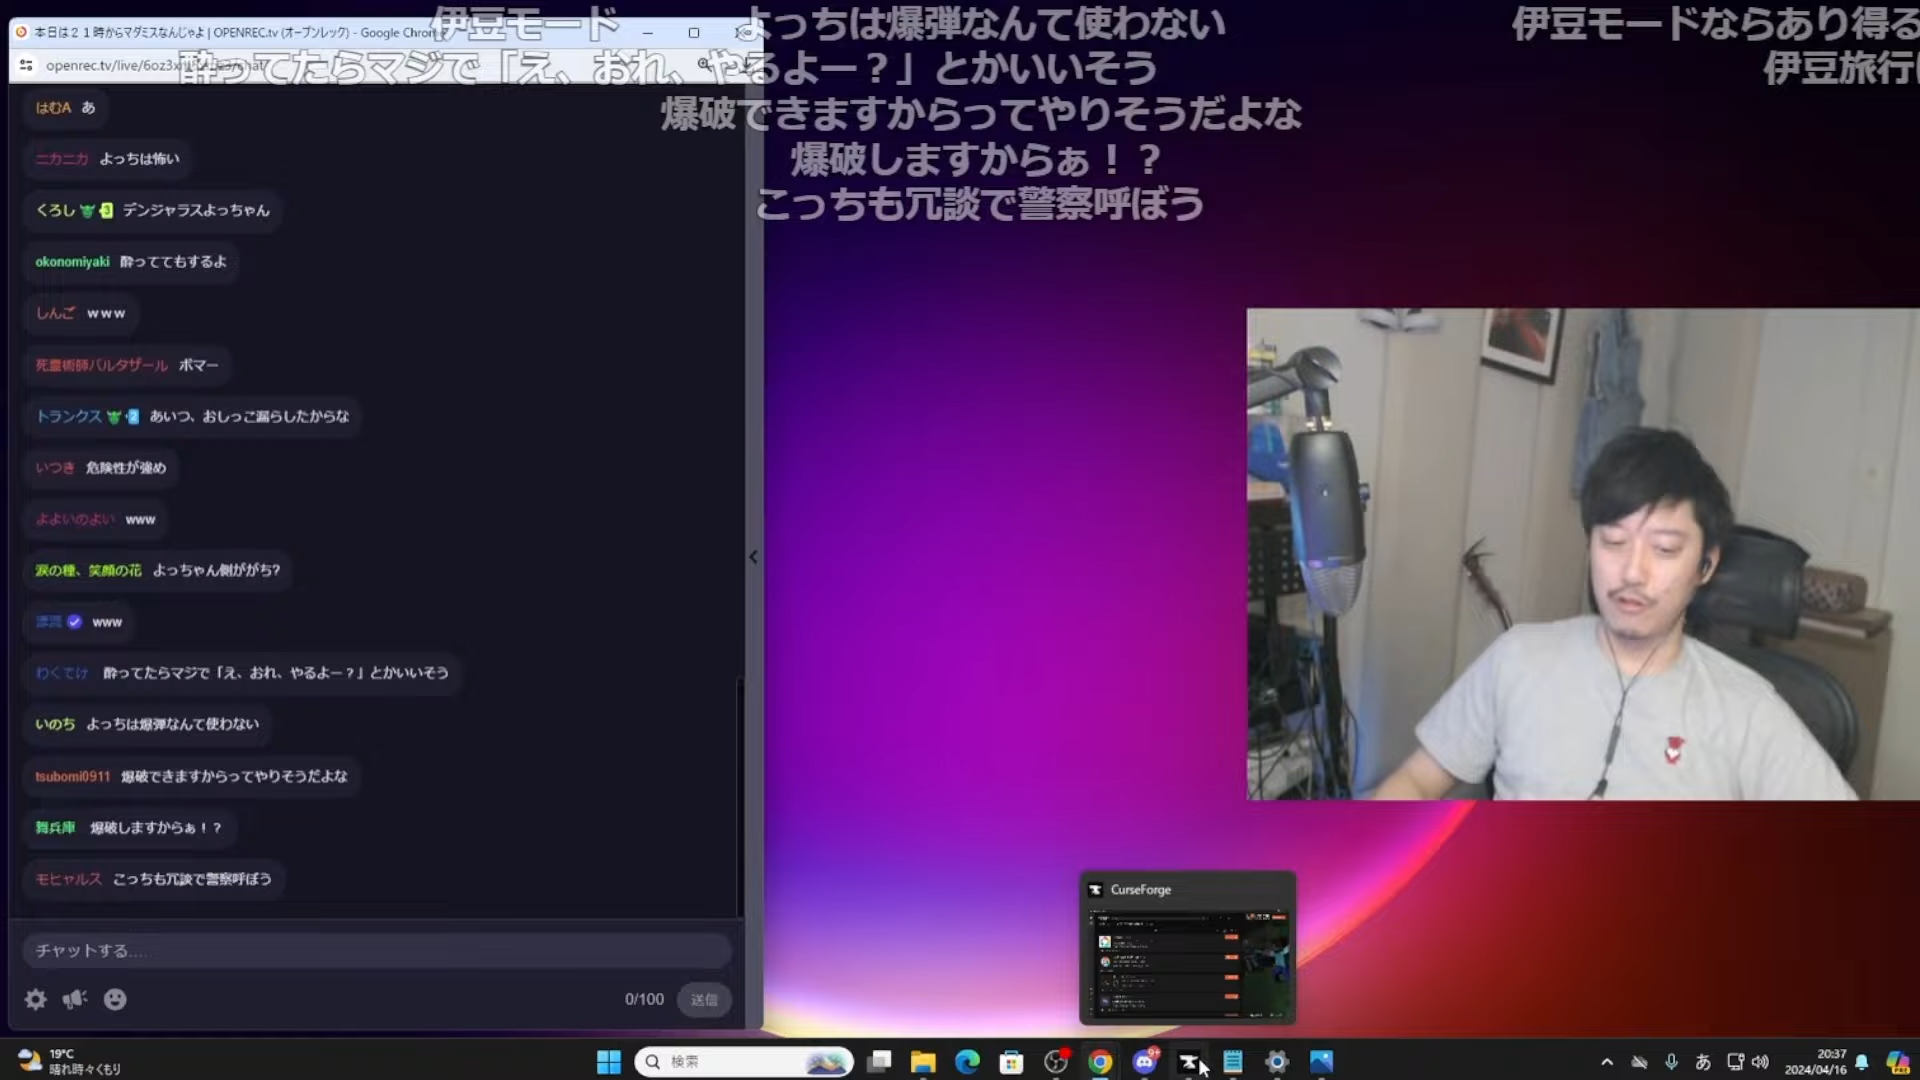 伊豆モード
よっちは爆弾なんて使わない
伊豆モードならあり得る
酔ってたらマジで「え、おれ、やるよー？」とかいいそう
伊豆旅行
爆破できますからってやりそうだよな
爆破しますからぁ！？
こっちも冗談で警察呼ぼう
本日は２１時からマダミスなんじゃよ | OPENREC.tv (オープンレック) - Google Chrom
openrec.tv/live/
はむA あ
ニカニカ よっちは怖い
くろし 3 デンジャラスよっちゃん
okonomiyaki 酔っててもするよ
しんご ｗｗｗ
死霊術師バルタザール ボマー
トランクス 2 あいつ、おしっこ漏らしたからな
いつき 危険性が強め
よよいのよい www
涙の種、笑顔の花 よっちゃん側ががち?
www
わくてけ 酔ってたらマジで「え、おれ、やるよー？」とかいいそう
いのち よっちは爆弾なんて使わない
tsubomi0911 爆破できますからってやりそうだよな
舞兵庫 爆破しますからぁ！？
モヒャルス こっちも冗談で警察呼ぼう
チャットする....
0/100 送信
CurseForge
19°C
晴れ時々くもり
検索
9+
あ
20:37
2024/04/16